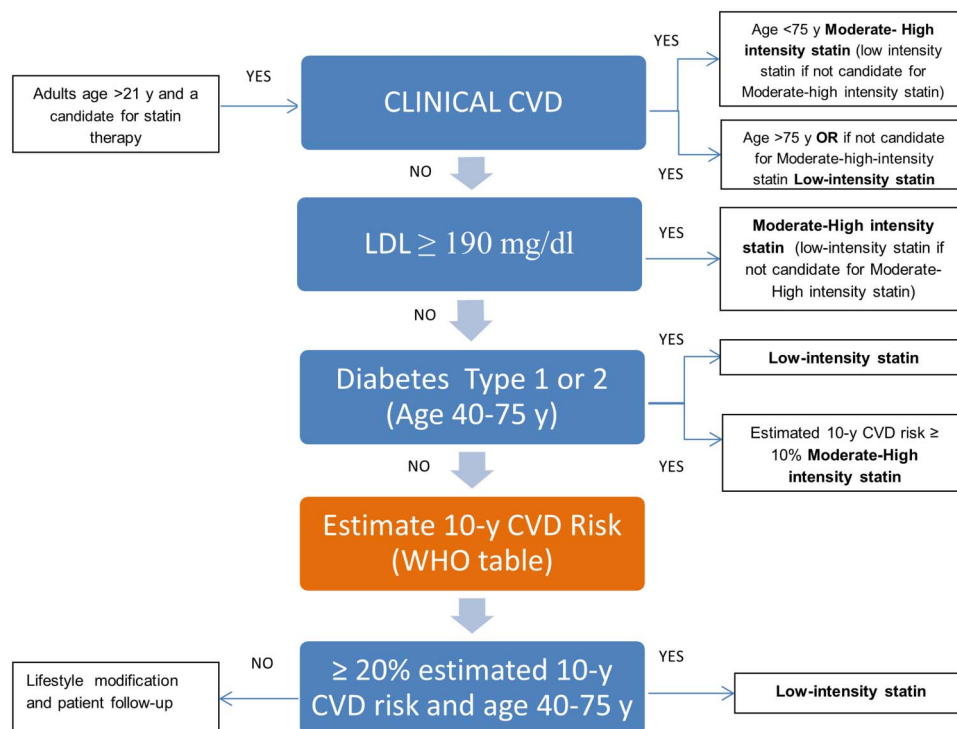 Adults age >21 y and a
candidate for statin
therapy
YES
CLINICAL CVD
YES
Age <75 y Moderate- High
intensity statin (low intensity
statin if not candidate for
Moderate-high intensity statin)
YES
Age >75 y OR if not candidate
for Moderate-high-intensity
statin Low-intensity statin
NO
LDL ≥ 190 mg/dl
YES
Moderate-High intensity
statin (low-intensity statin if
not candidate for Moderate-
High intensity statin)
NO
Diabetes Type 1 or 2
(Age 40-75 y)
YES
Low-intensity statin
YES
Estimated 10-y CVD risk ≥
10% Moderate-High
intensity statin
NO
Estimate 10-y CVD Risk
(WHO table)
≥ 20% estimated 10-y
CVD risk and age 40-75 y
NO
Lifestyle modification
and patient follow-up
YES
Low-intensity statin